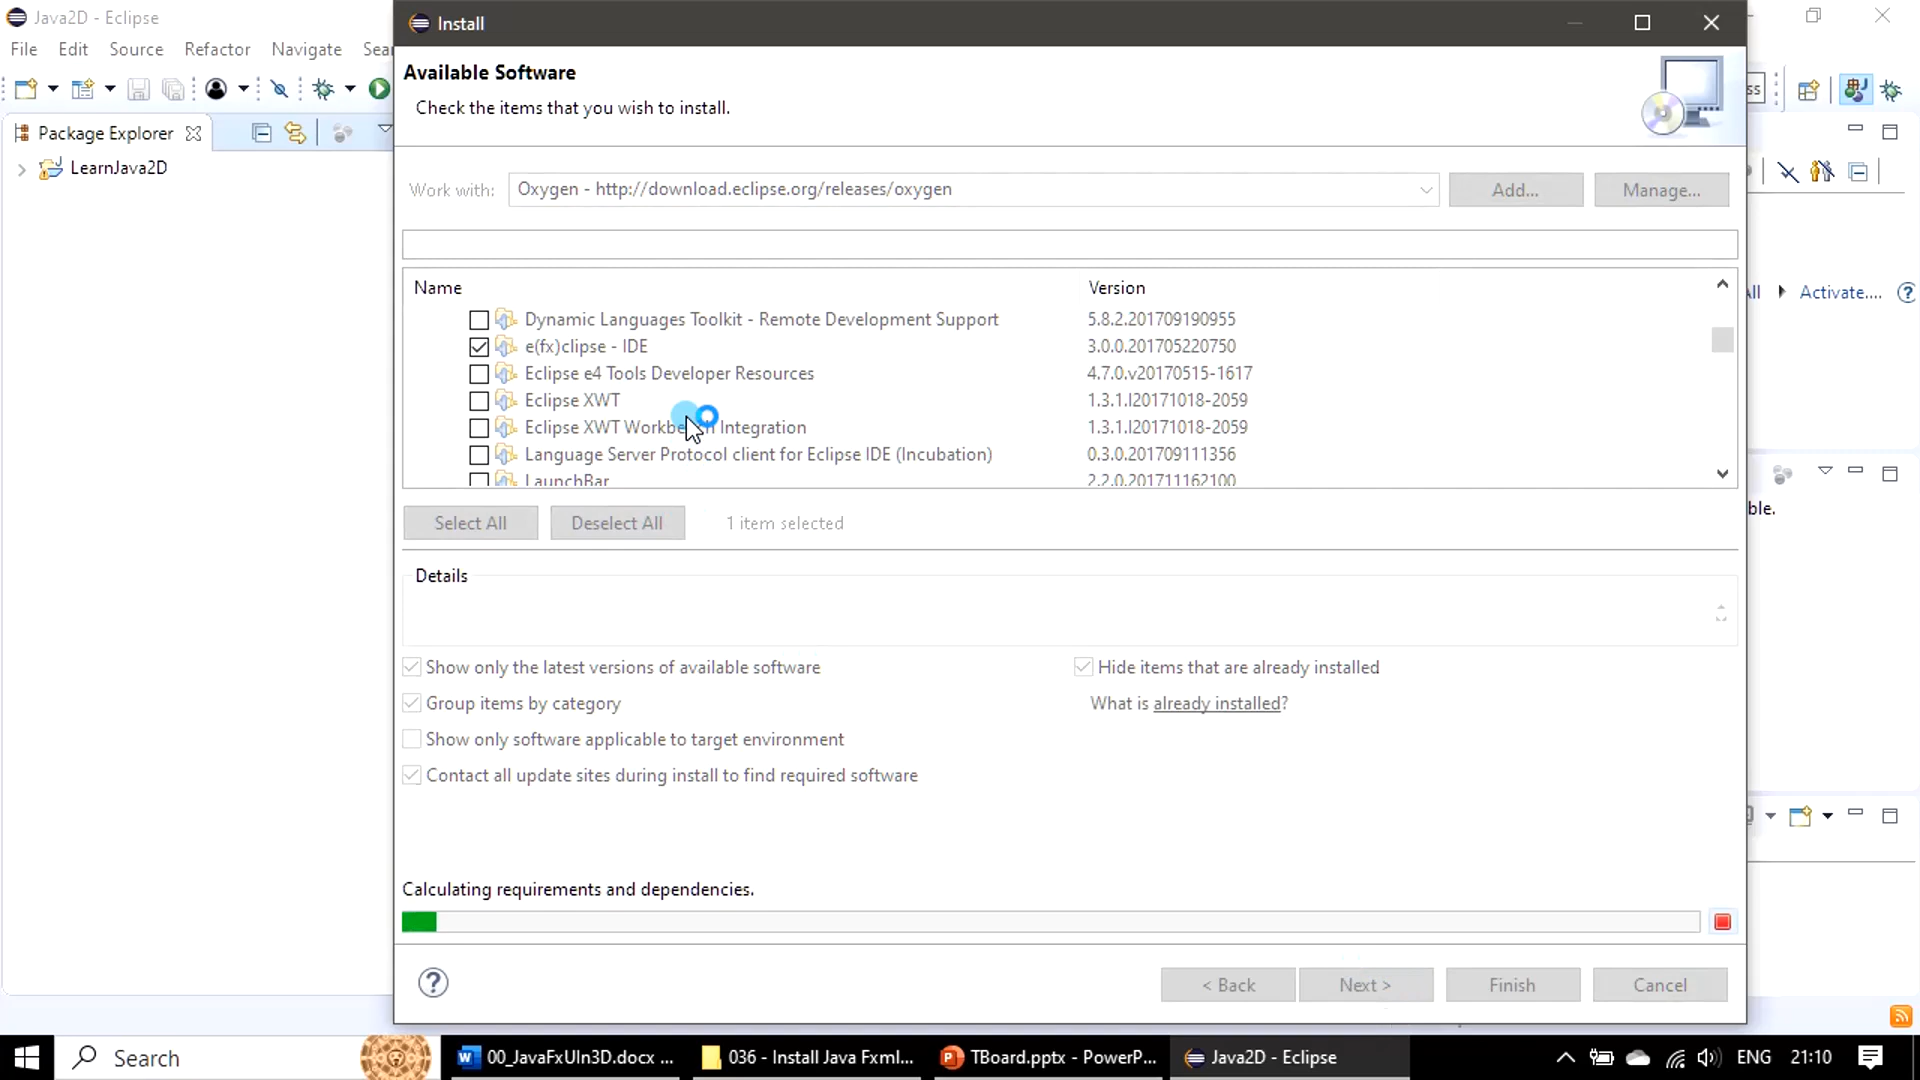 Java2D - Eclipse
File Edit Source Refactor Navigate
Package Explorer
LearnJava2D
Install
Available Software
Check the items that you wish to install.
Work with: Oxygen - http://download.eclipse.org/releases/oxygen Add... Manage...
Name Version
Dynamic Languages Toolkit - Remote Development Support 5.8.2.201709190955
e(fx)clipse - IDE 3.0.0.201705220750
Eclipse e4 Tools Developer Resources 4.7.0.v20170515-1617
Eclipse XWT 1.3.1.I20171018-2059
Eclipse XWT Workbench Integration 1.3.1.I20171018-2059
Language Server Protocol client for Eclipse IDE (Incubation) 0.3.0.201709111356
LaunchBar 2.2.0.201711162100
Select All Deselect All 1 item selected
Details
Show only the latest versions of available software Hide items that are already installed
Group items by category What is already installed?
Show only software applicable to target environment
Contact all update sites during install to find required software
Calculating requirements and dependencies.
? < Back Next > Finish Cancel
Activate.... ?
ble.
Search 00_JavaFxUIn3D.docx ... 036 - Install Java Fxml... TBoard.pptx - PowerP... Java2D - Eclipse ENG 21:10